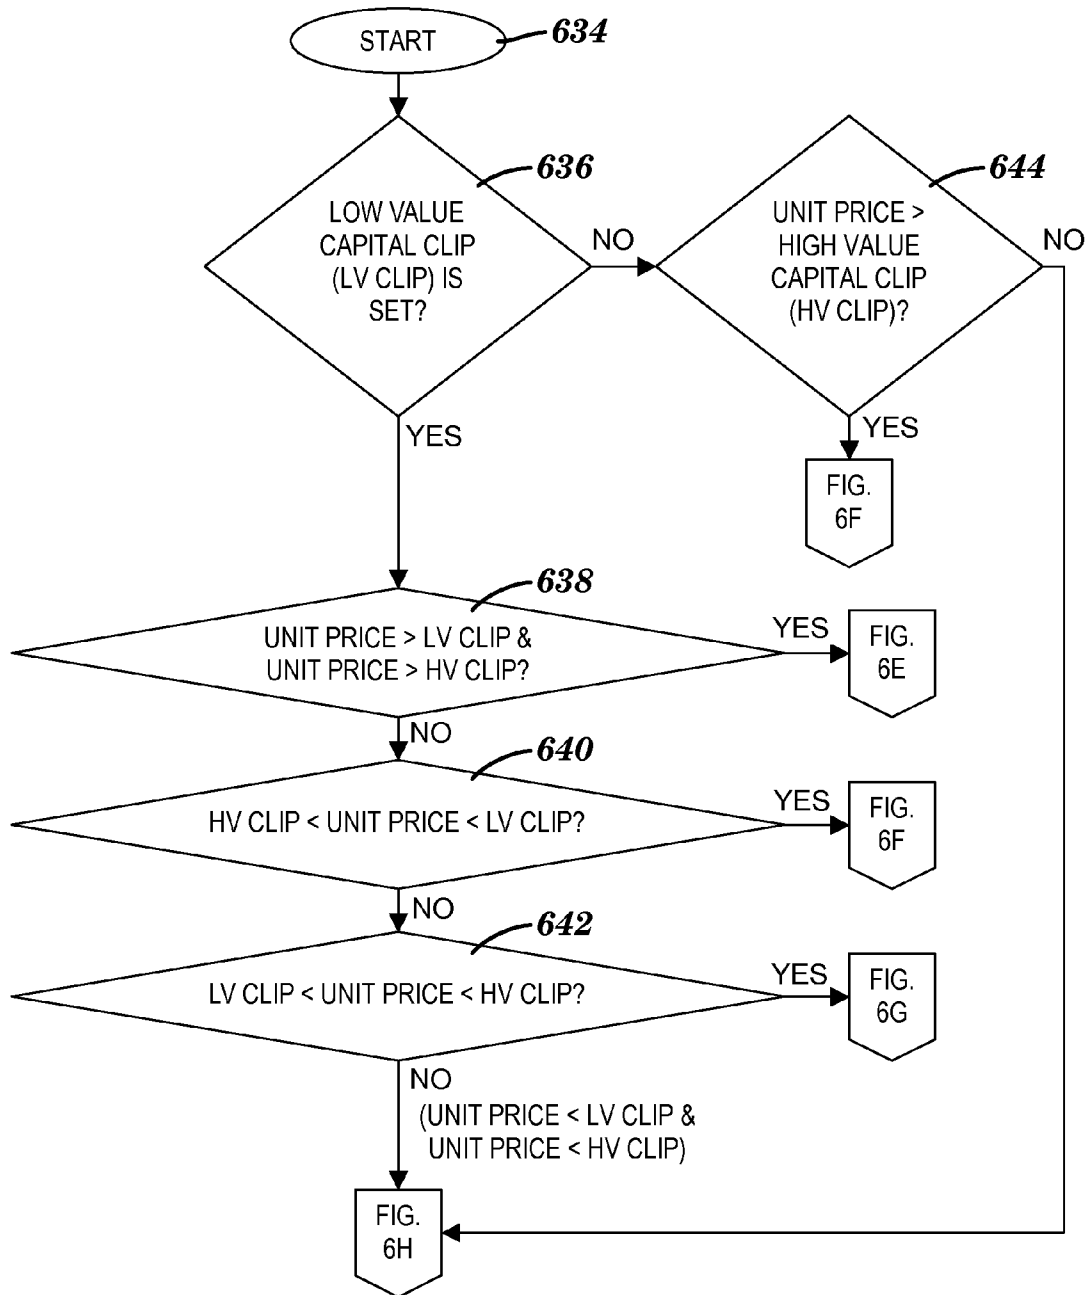 START
634
636
LOW VALUE
CAPITAL CLIP
(LV CLIP) IS
SET?
NO
644
UNIT PRICE >
HIGH VALUE
CAPITAL CLIP
(HV CLIP)?
NO
YES
YES
FIG.
6F
638
UNIT PRICE > LV CLIP &
UNIT PRICE > HV CLIP?
YES
FIG.
6E
NO
640
HV CLIP < UNIT PRICE < LV CLIP?
YES
FIG.
6F
NO
642
LV CLIP < UNIT PRICE < HV CLIP?
YES
FIG.
6G
NO
(UNIT PRICE < LV CLIP &
UNIT PRICE < HV CLIP)
FIG.
6H